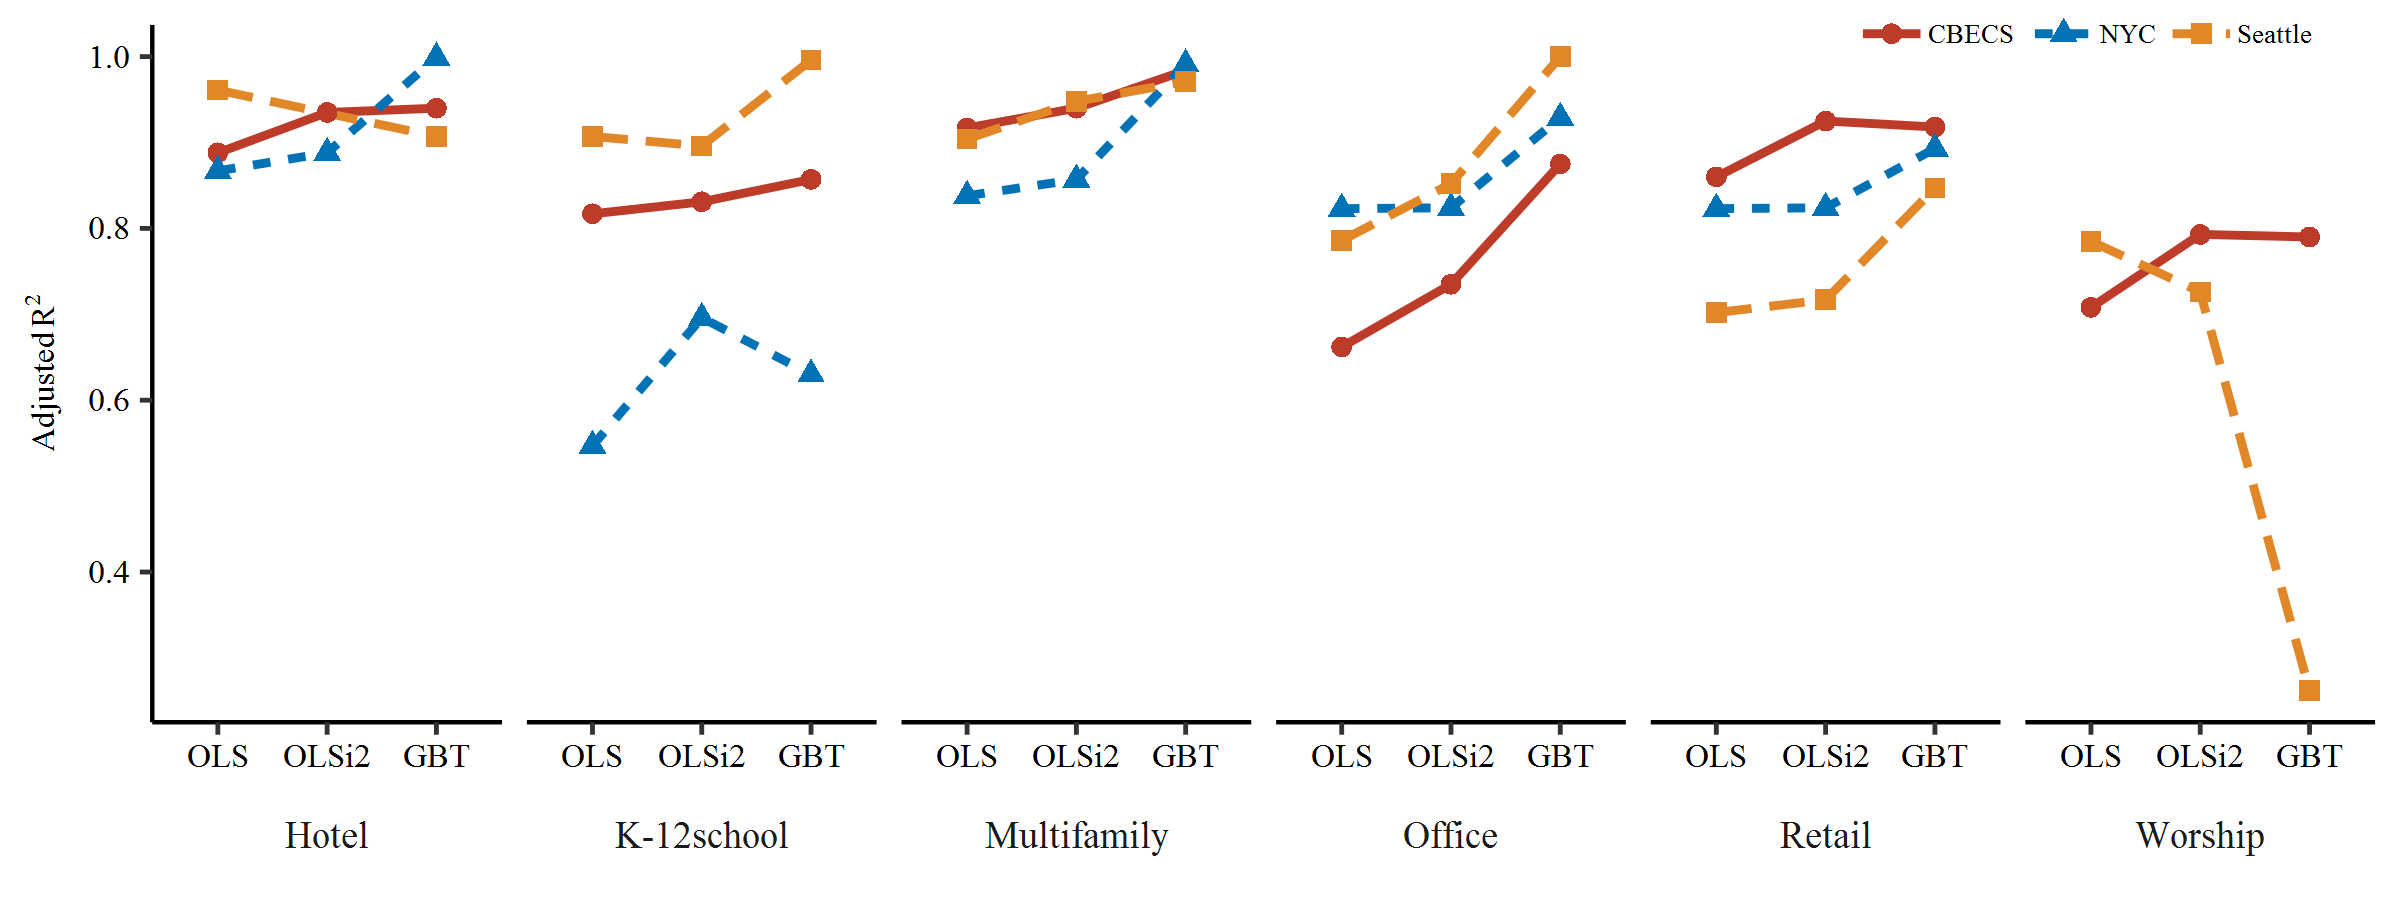 CBECS NYC Seattle
1.0
0.8
0.6
0.4
Adjusted R²
OLS OLSi2 GBT OLS OLSi2 GBT OLS OLSi2 GBT OLS OLSi2 GBT OLS OLSi2 GBT OLS OLSi2 GBT
Hotel K-12school Multifamily Office Retail Worship